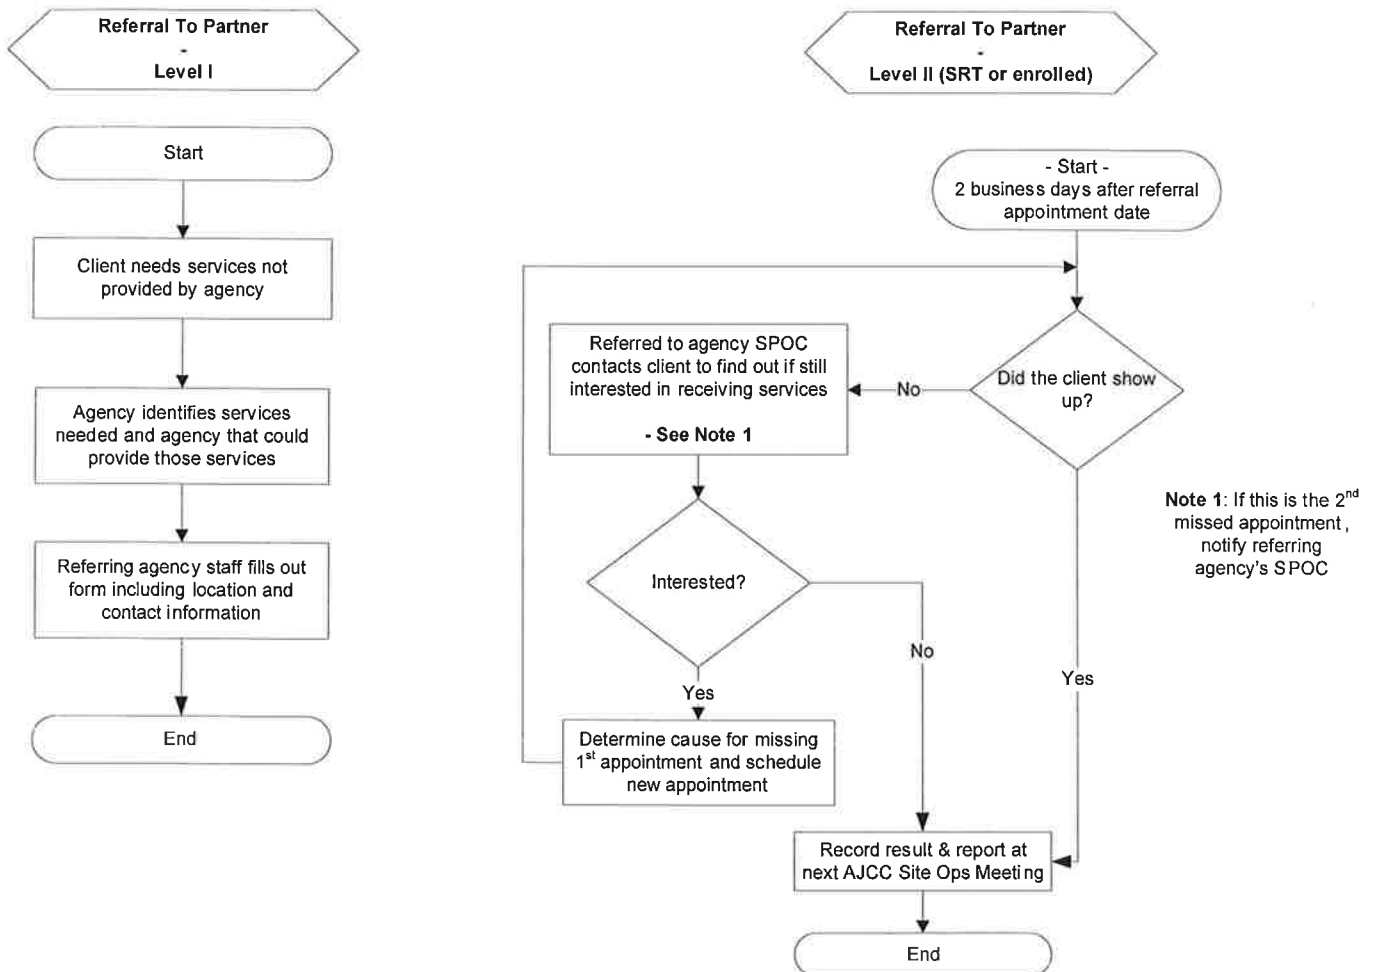 Referral To Partner
-
Level I
Start
Client needs services not
provided by agency
Agency identifies services
needed and agency that could
provide those services
Referring agency staff fills out
form including location and
contact information
End
Referral To Partner
-
Level II (SRT or enrolled)
- Start -
2 business days after referral
appointment date
Did the client show
up?
No
Referred to agency SPOC
contacts client to find out if still
interested in receiving services
- See Note 1
Interested?
No
Yes
Determine cause for missing
1st appointment and schedule
new appointment
Yes
Note 1: If this is the 2nd
missed appointment,
notify referring
agency's SPOC
Record result & report at
next AJCC Site Ops Meeting
End